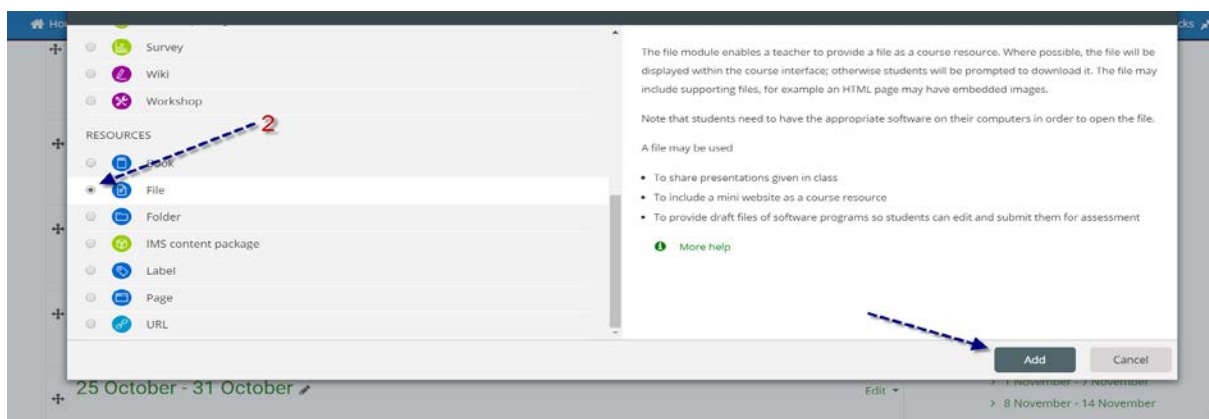 Ho
cks
Survey
Wiki
Workshop
RESOURCES
2
Book
File
Folder
IMS content package
Label
Page
URL
The file module enables a teacher to provide a file as a course resource. Where possible, the file will be
displayed within the course interface; otherwise students will be prompted to download it. The file may
include supporting files, for example an HTML page may have embedded images.
Note that students need to have the appropriate software on their computers in order to open the file.
A file may be used
• To share presentations given in class
• To include a mini website as a course resource
• To provide draft files of software programs so students can edit and submit them for assessment
More help
Add
Cancel
25 October - 31 October
Edit
> 1 November - 7 November
> 8 November - 14 November